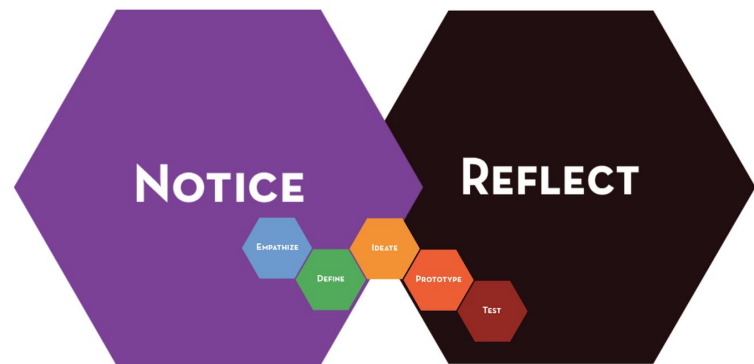 NOTICE
REFLECT
EMPATHIZE
DEFINE
IDEATE
PROTOTYPE
TEST